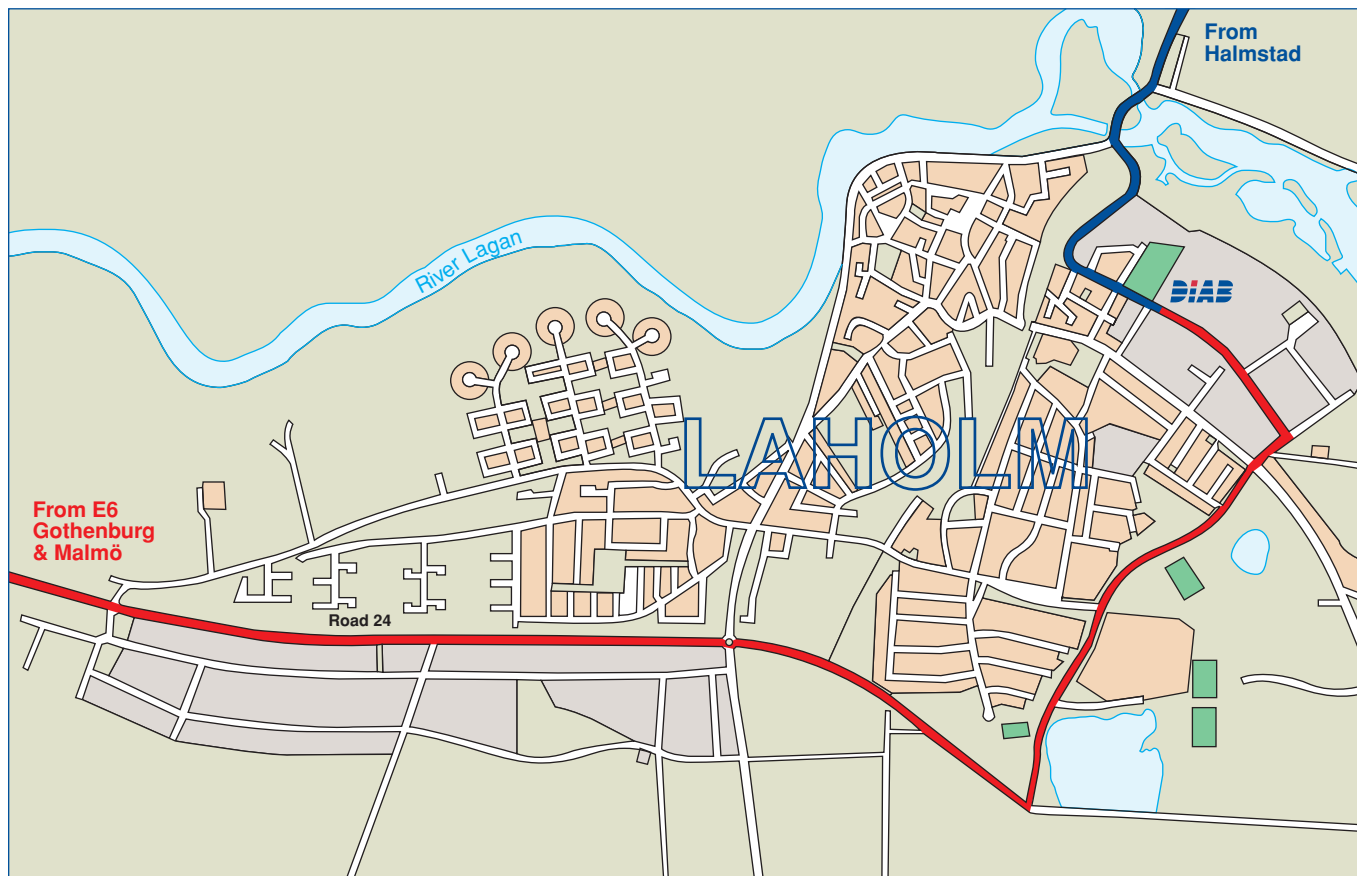 From
Halmstad
River Lagan
DIAB
LAHOLM
From E6
Gothenburg
& Malmö
Road 24